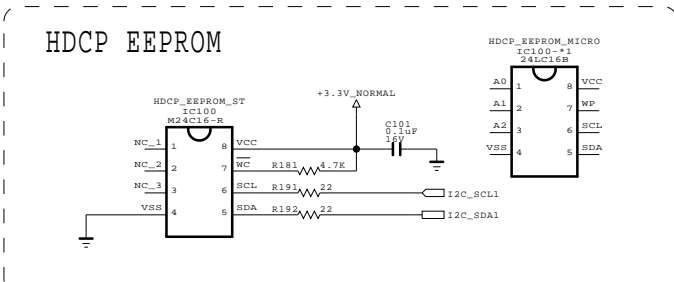 HDCP EEPROM
HDCP_EEPROM_MICRO
IC100-*1
24LC16B
A0 1 8 VCC
A1 2 7 WP
A2 3 6 SCL
VSS 4 5 SDA
+3.3V_NORMAL
HDCP_EEPROM_ST
IC100
M24C16-R
C101
0.1uF
16V
NC_1 1 8 VCC
NC_2 2 7 WC R181 4.7K
NC_3 3 6 SCL R191 22 I2C_SCL1
VSS 4 5 SDA R192 22 I2C_SDA1